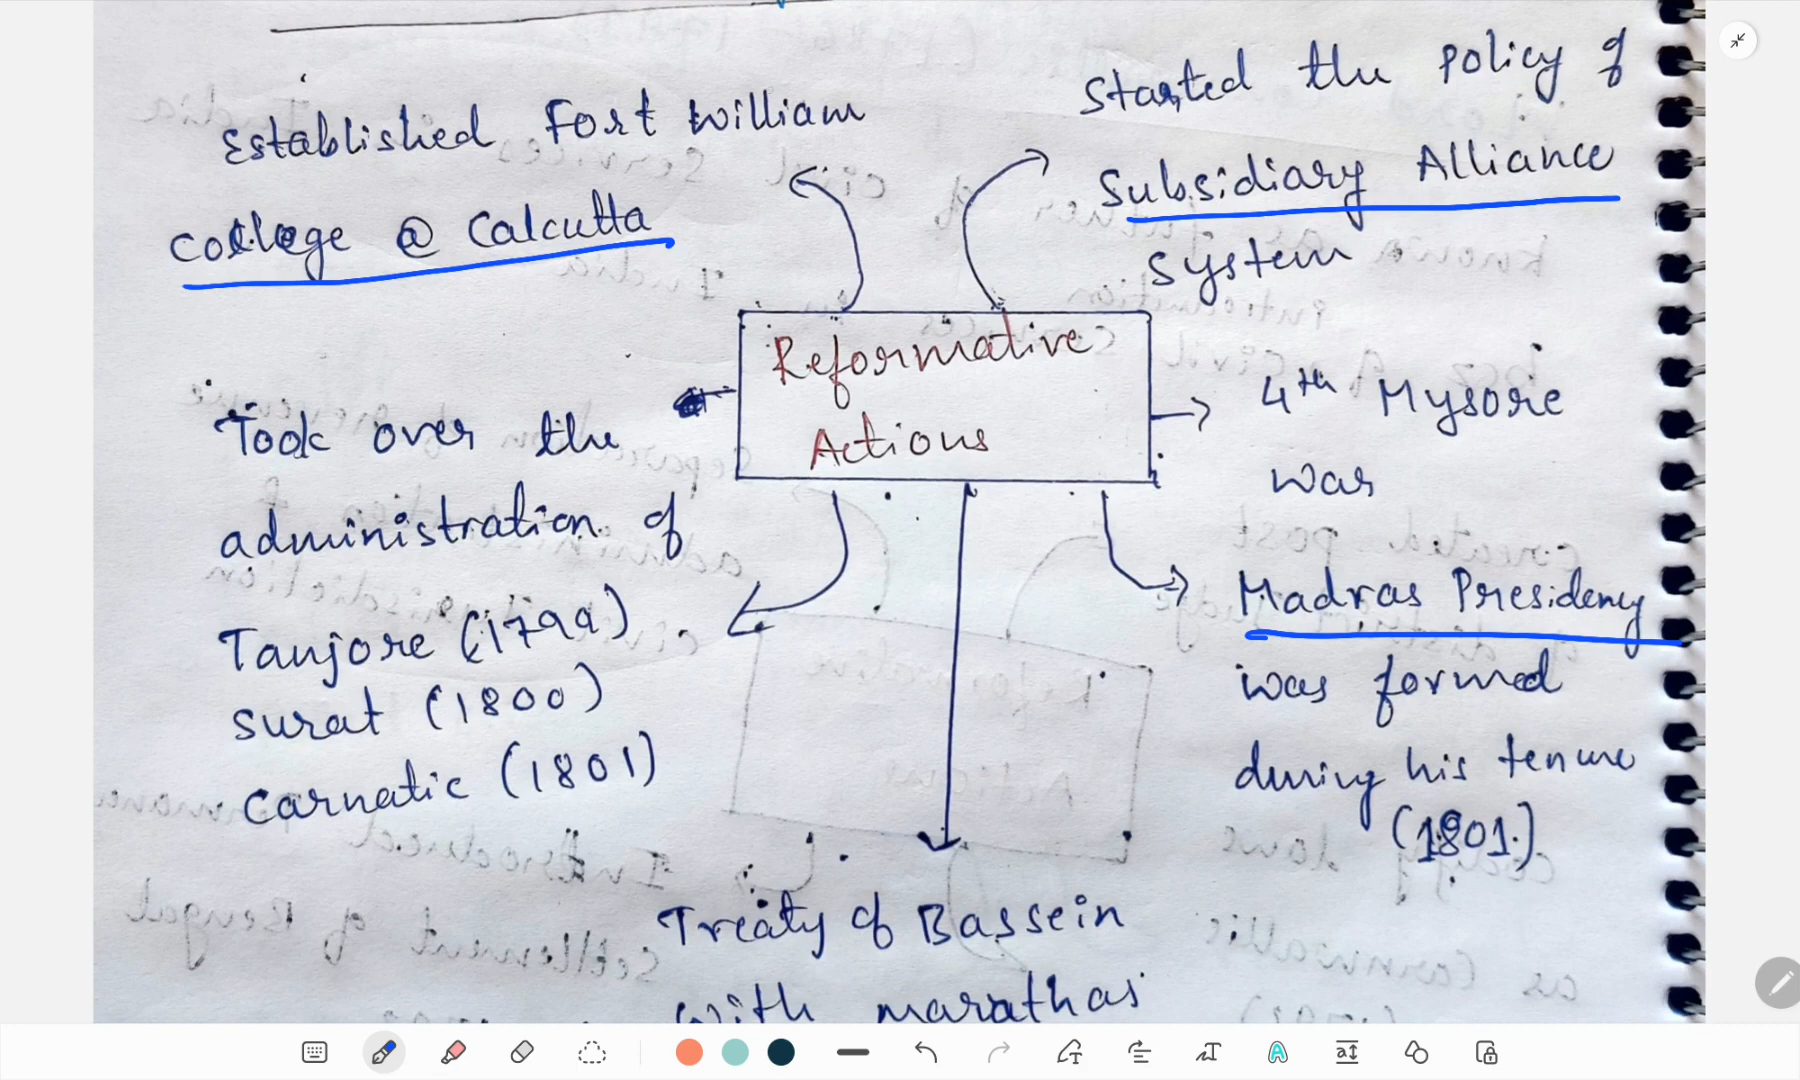 Established Fort William
College @ Calcutta
Started the Policy of
Subsidiary Alliance
System
Reformative
Actions
Took over the
administration of
Tanjore (1799)
Surat (1800)
Carnatic (1801)
4th Mysore
War
Madras Presidency
was formed
during his tenure
(1801)
Treaty of Bassein
with marathas